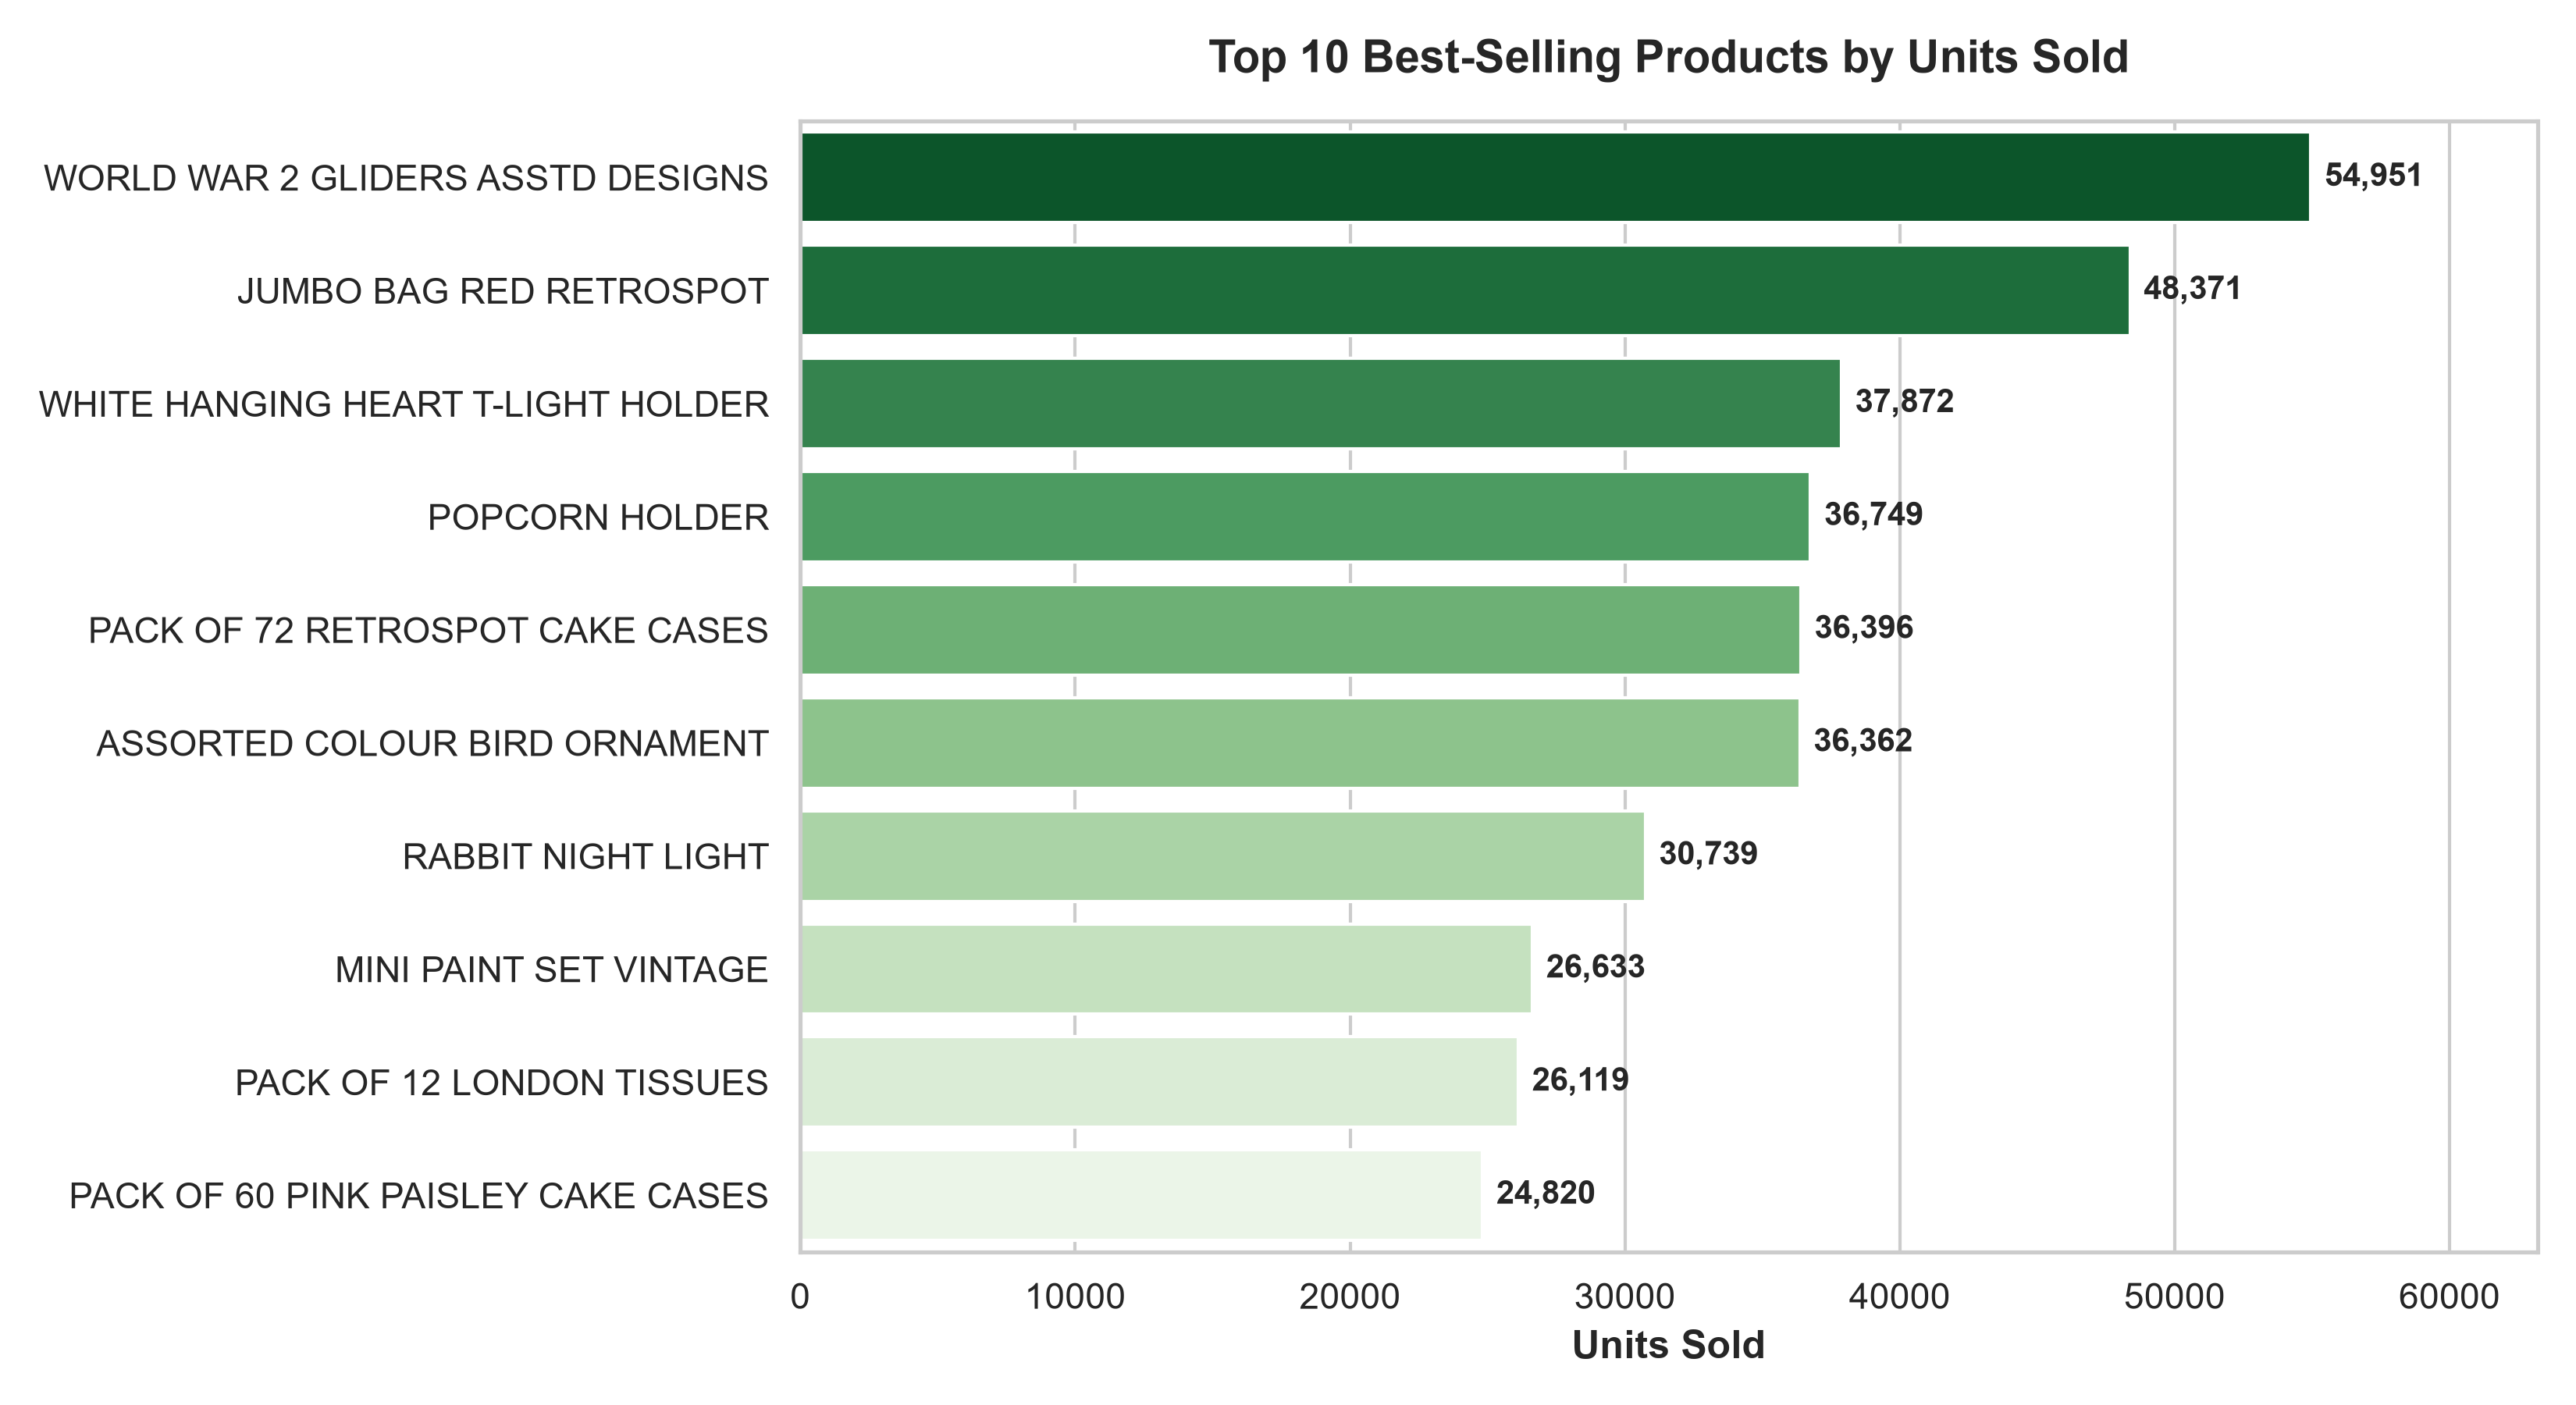 Top 10 Best-Selling Products by Units Sold
WORLD WAR 2 GLIDERS ASSTD DESIGNS 54,951
JUMBO BAG RED RETROSPOT 48,371
WHITE HANGING HEART T-LIGHT HOLDER 37,872
POPCORN HOLDER 36,749
PACK OF 72 RETROSPOT CAKE CASES 36,396
ASSORTED COLOUR BIRD ORNAMENT 36,362
RABBIT NIGHT LIGHT 30,739
MINI PAINT SET VINTAGE 26,633
PACK OF 12 LONDON TISSUES 26,119
PACK OF 60 PINK PAISLEY CAKE CASES 24,820
0 10000 20000 30000 40000 50000 60000
Units Sold